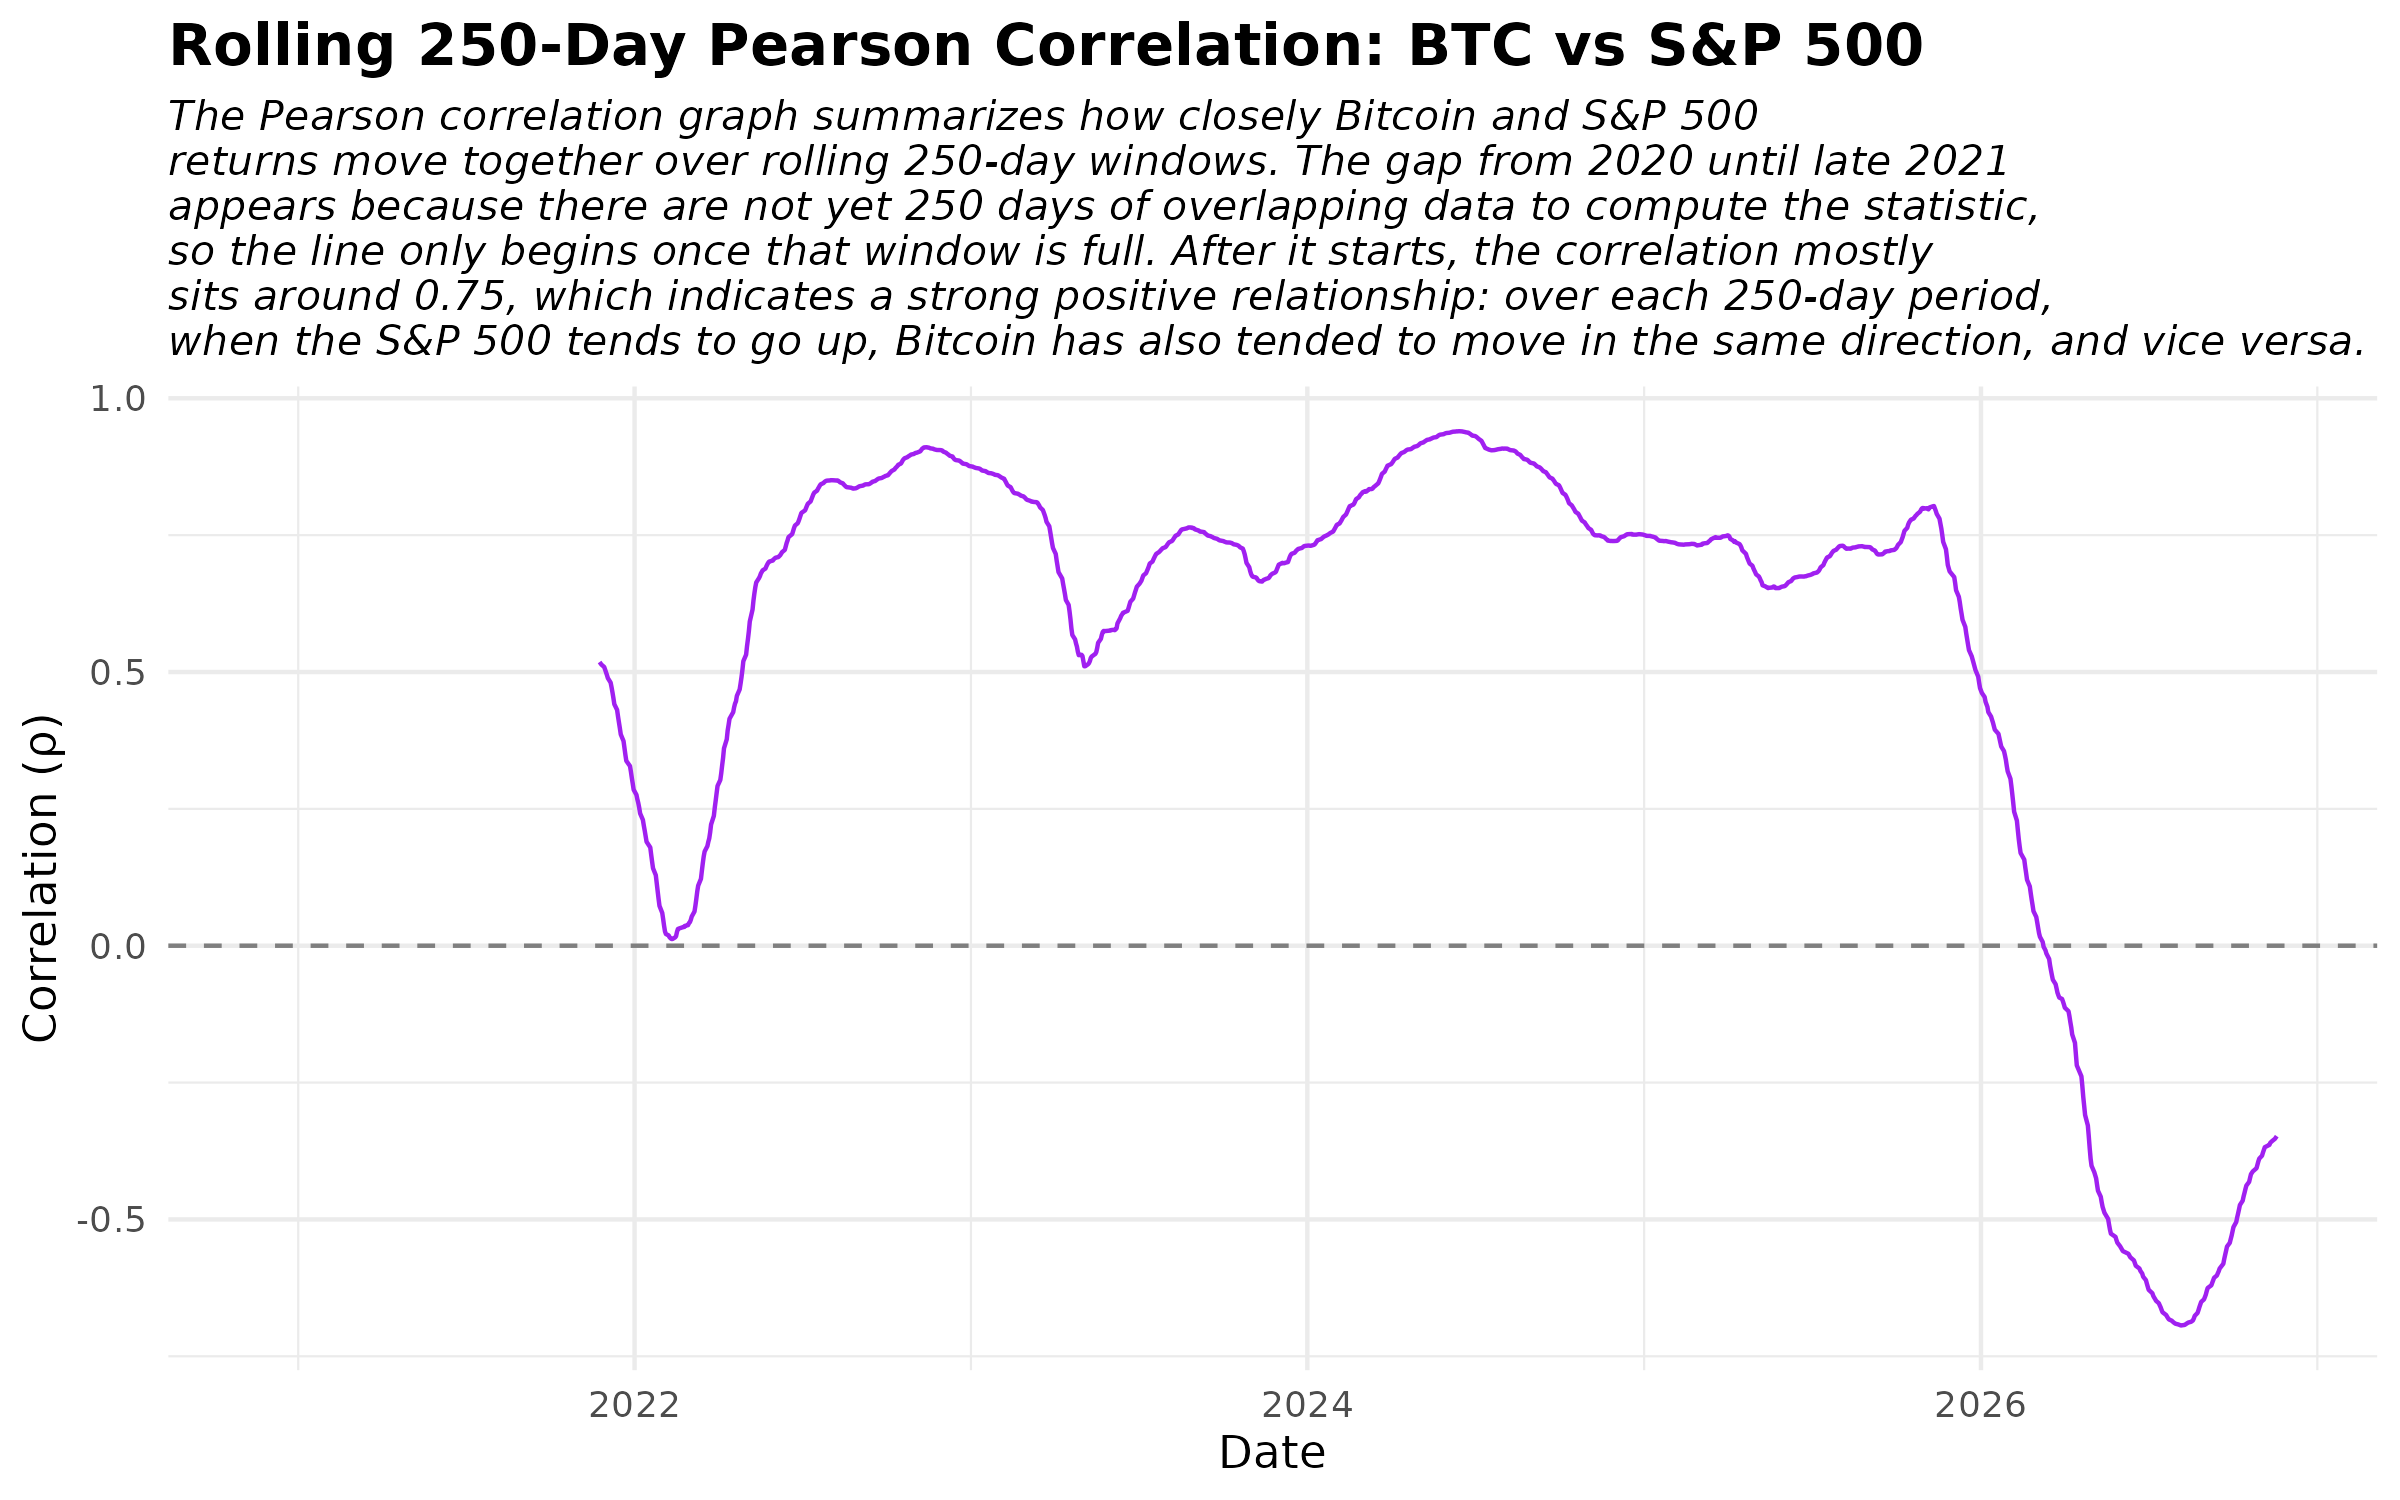 Rolling 250-Day Pearson Correlation: BTC vs S&P 500
The Pearson correlation graph summarizes how closely Bitcoin and S&P 500
returns move together over rolling 250-day windows. The gap from 2020 until late 2021
appears because there are not yet 250 days of overlapping data to compute the statistic,
so the line only begins once that window is full. After it starts, the correlation mostly
sits around 0.75, which indicates a strong positive relationship: over each 250-day period,
when the S&P 500 tends to go up, Bitcoin has also tended to move in the same direction, and vice versa.
1.0
0.5
0.0
-0.5
Correlation (ρ)
2022
2024
2026
Date